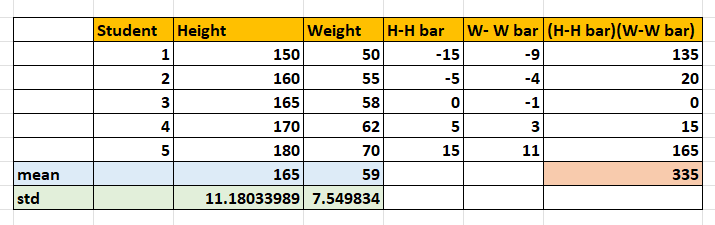 Student Height Weight H-H bar W- W bar (H-H bar)(W-W bar)
1 150 50 -15 -9 135
2 160 55 -5 -4 20
3 165 58 0 -1 0
4 170 62 5 3 15
5 180 70 15 11 165
mean 165 59 335
std 11.18033989 7.549834